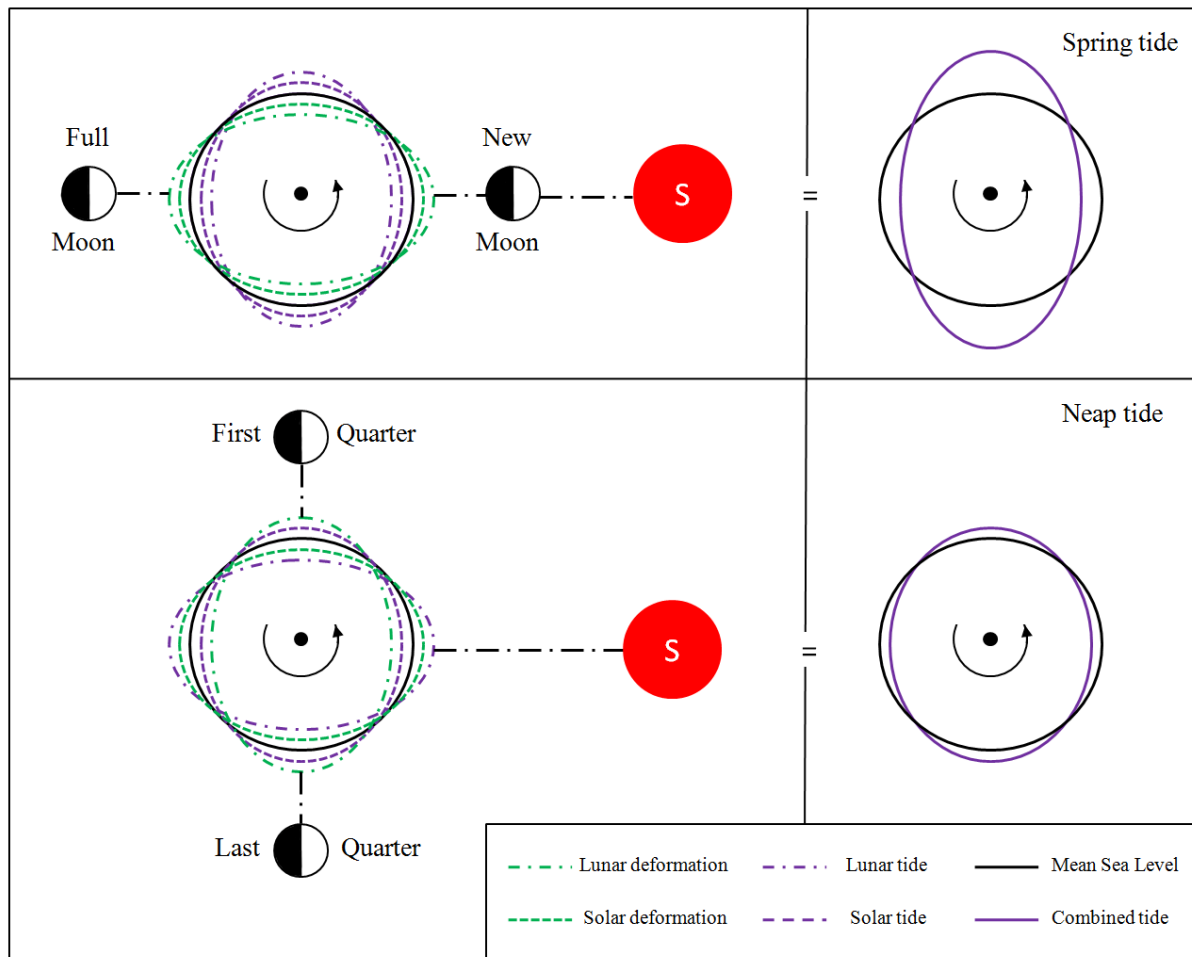 Spring tide
Full
New
S
=
Moon
Moon
Neap tide
First Quarter
S
=
Last Quarter
Lunar deformation Lunar tide Mean Sea Level
Solar deformation Solar tide Combined tide